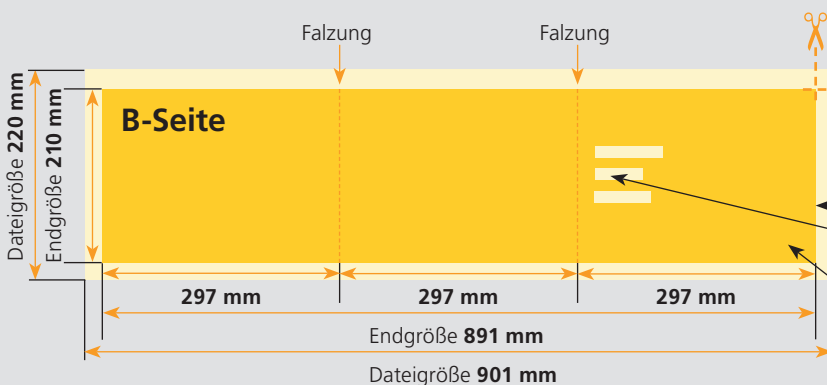 Falzung
Falzung
B-Seite
Dateigröße 220 mm
Endgröße 210 mm
297 mm
297 mm
297 mm
Endgröße 891 mm
Dateigröße 901 mm